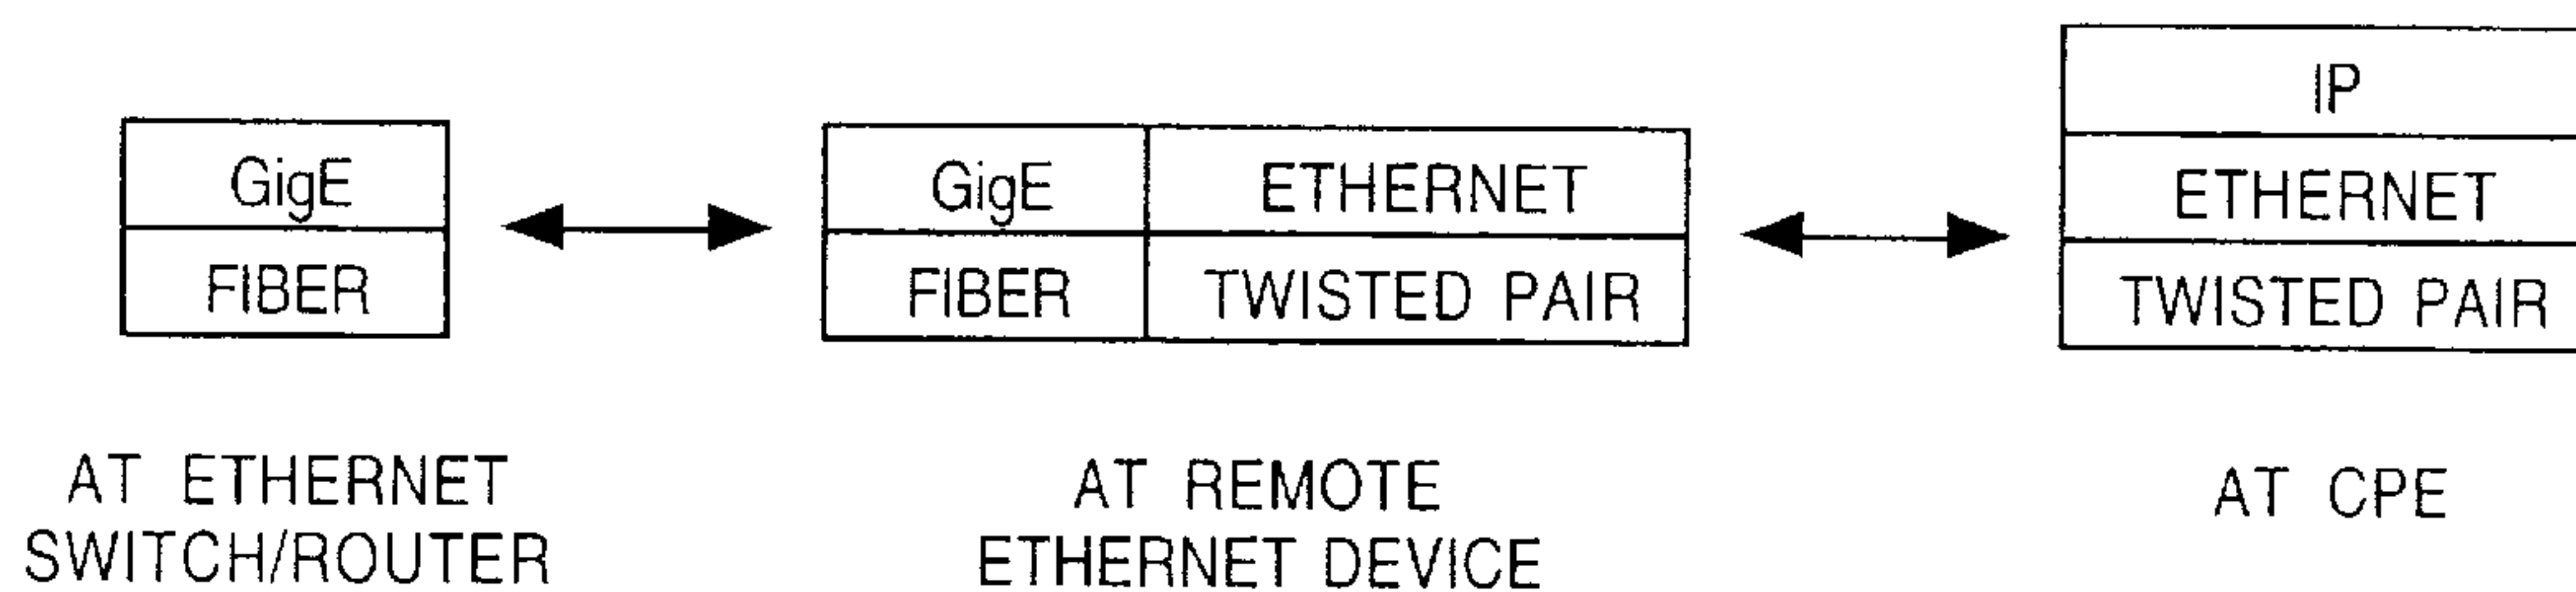 GigE
FIBER
AT ETHERNET
SWITCH/ROUTER
GigE ETHERNET
FIBER TWISTED PAIR
AT REMOTE
ETHERNET DEVICE
IP
ETHERNET
TWISTED PAIR
AT CPE